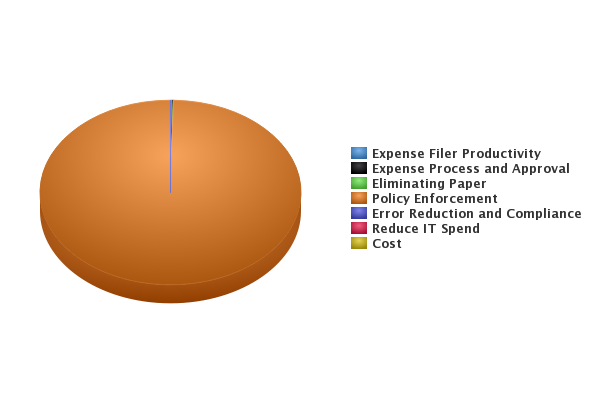 Expense Filer Productivity
Expense Process and Approval
Eliminating Paper
Policy Enforcement
Error Reduction and Compliance
Reduce IT Spend
Cost